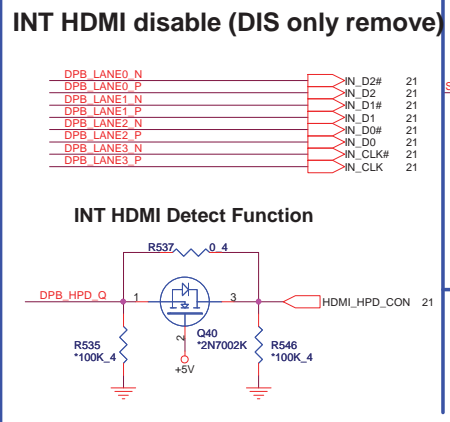 INT HDMI disable (DIS only remove)
DPB_LANE0_N IN_D2# 21
DPB_LANE0_P IN_D2 21
DPB_LANE1_N IN_D1# 21
DPB_LANE1_P IN_D1 21
DPB_LANE2_N IN_D0# 21
DPB_LANE2_P IN_D0 21
DPB_LANE3_N IN_CLK# 21
DPB_LANE3_P IN_CLK 21
INT HDMI Detect Function
R537 0_4
DPB_HPD_Q 1 3 HDMI_HPD_CON 21
2
Q40
*2N7002K
R535
*100K_4
R546
*100K_4
+5V